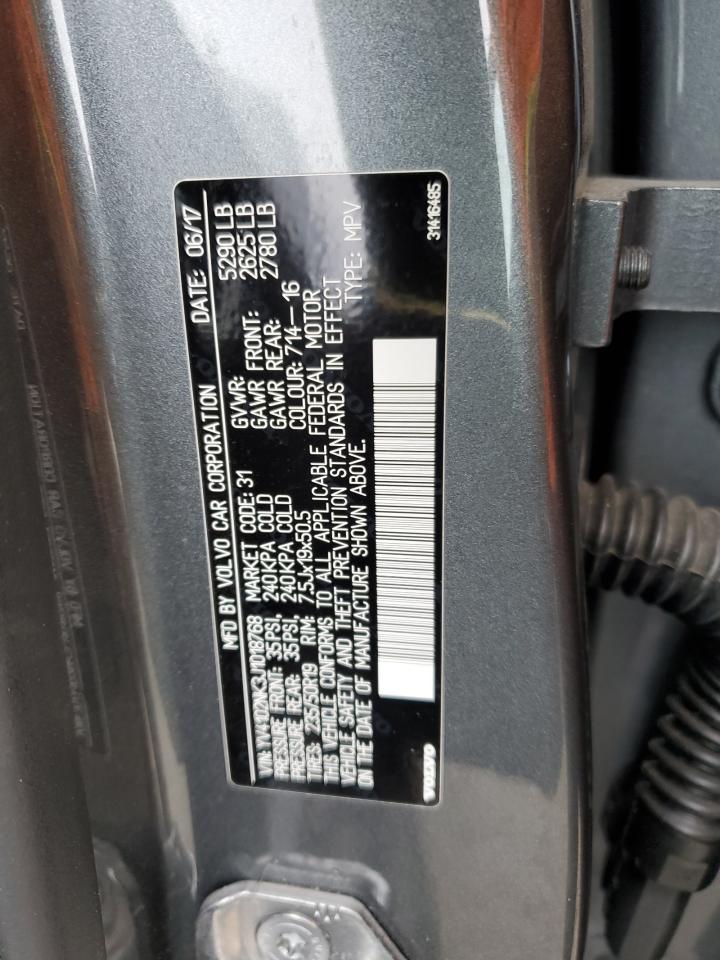 MFD BY VOLVO CAR CORPORATION DATE: 06/17
VIN: YV4102NK3J1018768 MARKET CODE: 31 GVWR: 5290 LB
PRESSURE FRONT: 35PSI, 240KPA COLD GAWR FRONT: 2625 LB
PRESSURE REAR: 35PSI, 240KPA COLD GAWR REAR: 2780 LB
TIRES: 235/50R19 RIM: 7.5Jx19x50.5 COLOUR: 714-16
THIS VEHICLE CONFORMS TO ALL APPLICABLE FEDERAL MOTOR
VEHICLE SAFETY AND THEFT PREVENTION STANDARDS IN EFFECT
ON THE DATE OF MANUFACTURE SHOWN ABOVE. TYPE: MPV
VOLVO 31416485